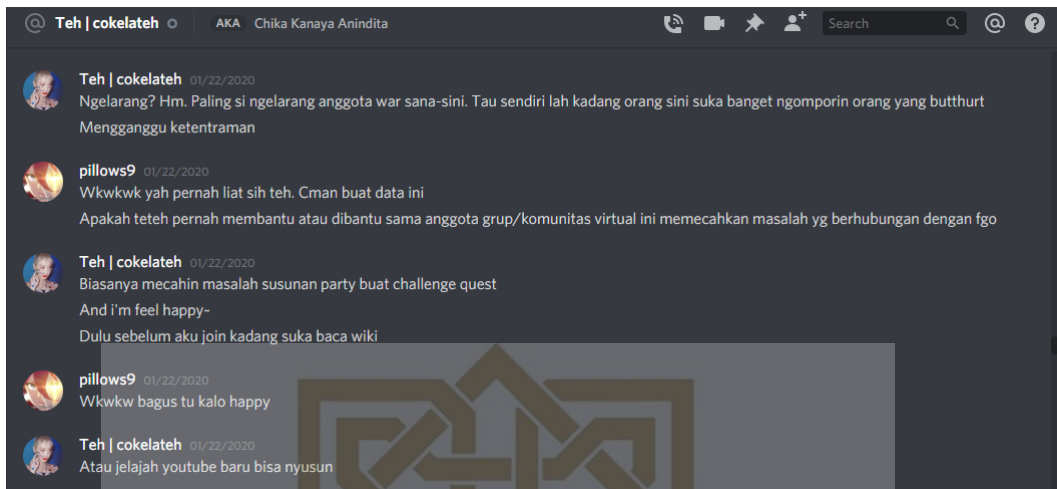 Teh | cokelateh AKA Chika Kanaya Anindita Search
Teh | cokelateh 01/22/2020
Ngelarang? Hm. Paling si ngelarang anggota war sana-sini. Tau sendiri lah kadang orang sini suka banget ngomporin orang yang butthurt
Mengganggu ketentraman
pillows9 01/22/2020
Wkwkwk yah pernah liat sih teh. Cman buat data ini
Apakah teteh pernah membantu atau dibantu sama anggota grup/komunitas virtual ini memecahkan masalah yg berhubungan dengan fgo
Teh | cokelateh 01/22/2020
Biasanya mecahin masalah susunan party buat challenge quest
And i'm feel happy~
Dulu sebelum aku join kadang suka baca wiki
pillows9 01/22/2020
Wkwkw bagus tu kalo happy
Teh | cokelateh 01/22/2020
Atau jelajah youtube baru bisa nyusun